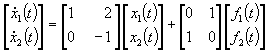 [ẋ₁(t) ẋ₂(t)] = [1 2; 0 −1] [x₁(t) x₂(t)] + [0 1; 1 0] [f₁(t) f₂(t)]